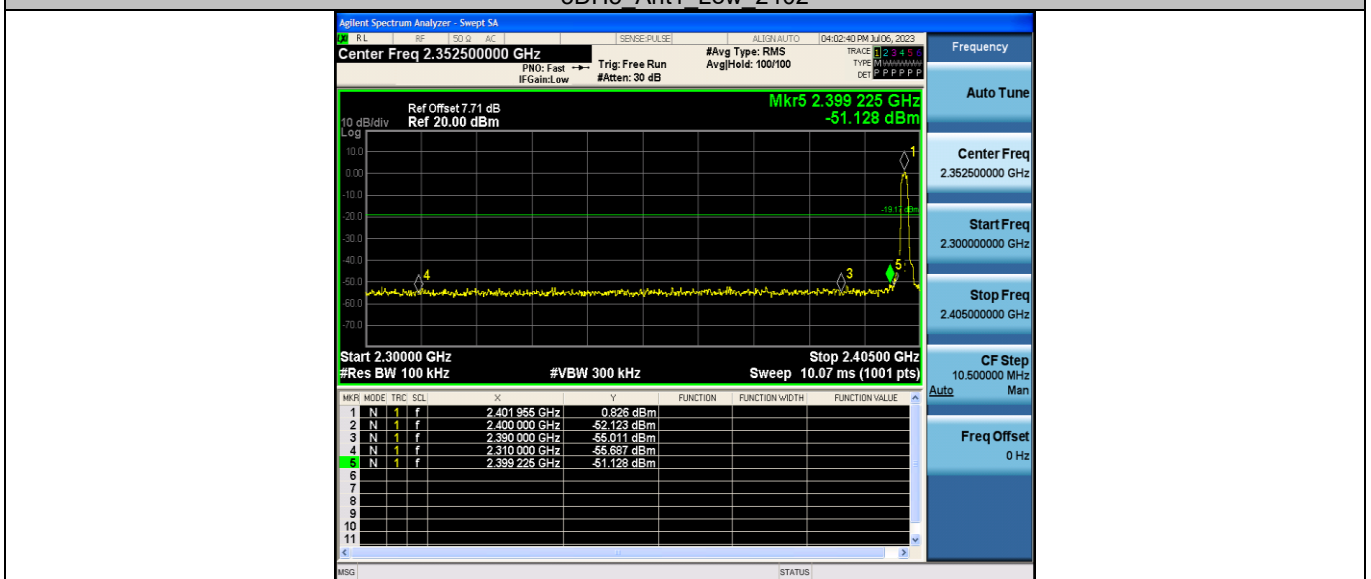 Agilent Spectrum Analyzer - Swept SA
RL RF 50 Ω AC SENSE:PULSE ALIGNAUTO 04:02:40 PM Jul 06, 2023
Center Freq 2.352500000 GHz
PNO: Fast
IFGain:Low
Trig: Free Run
#Atten: 30 dB
#Avg Type: RMS
Avg|Hold: 100/100
TRACE 1 2 3 4 5 6
TYPE M
DET P P P P P P
Frequency
Mkr5 2.399 225 GHz
-51.128 dBm
Ref Offset 7.71 dB
Ref 20.00 dBm
10 dB/div
Log
10.0
0.00
-10.0
-20.0
-30.0
-40.0
-50.0
-60.0
-70.0
1
-19.17 dBm
4
3
5
Start 2.30000 GHz
Stop 2.40500 GHz
#Res BW 100 kHz
#VBW 300 kHz
Sweep 10.07 ms (1001 pts)
MKR MODE TRC SCL X Y FUNCTION FUNCTION WIDTH FUNCTION VALUE
1 N 1 f 2.401 955 GHz 0.826 dBm
2 N 1 f 2.400 000 GHz -52.123 dBm
3 N 1 f 2.390 000 GHz -55.011 dBm
4 N 1 f 2.310 000 GHz -55.687 dBm
5 N 1 f 2.399 225 GHz -51.128 dBm
6
7
8
9
10
11
MSG
STATUS
Auto Tune
Center Freq
2.352500000 GHz
Start Freq
2.300000000 GHz
Stop Freq
2.405000000 GHz
CF Step
10.500000 MHz
Auto Man
Freq Offset
0 Hz